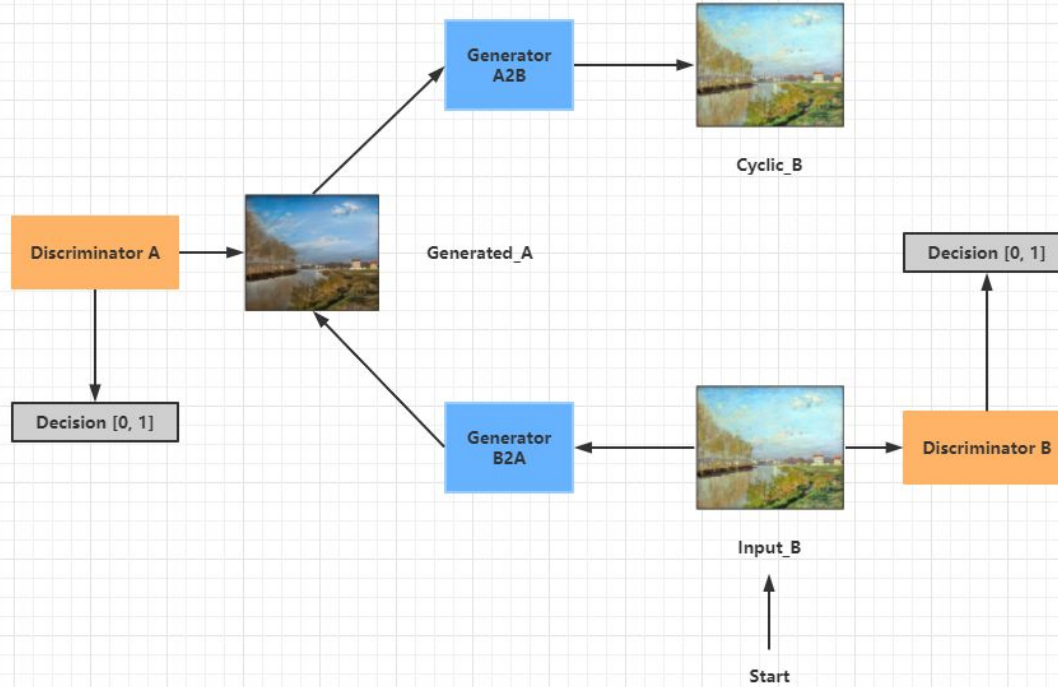 Generator
A2B
Cyclic_B
Discriminator A
Generated_A
Decision [0, 1]
Decision [0, 1]
Generator
B2A
Discriminator B
Input_B
Start